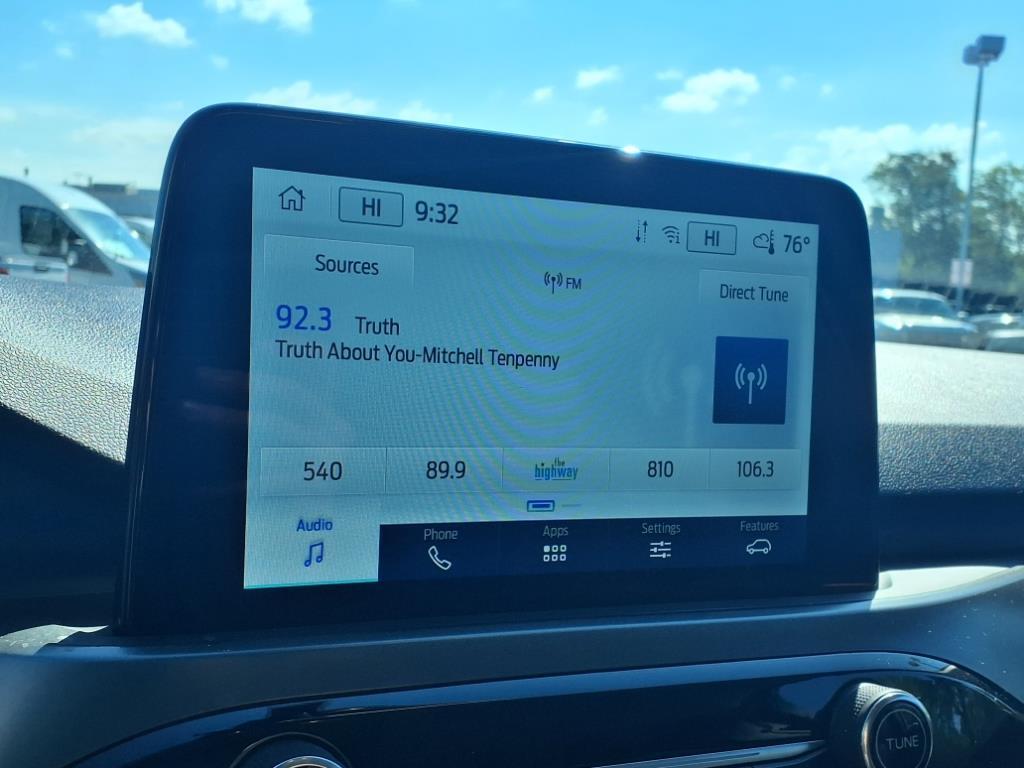 HI 9:32
HI 76°
Sources
FM
Direct Tune
92.3 Truth
Truth About You-Mitchell Tenpenny
540 89.9 the highway 810 106.3
Audio Phone Apps Settings Features
TUNE